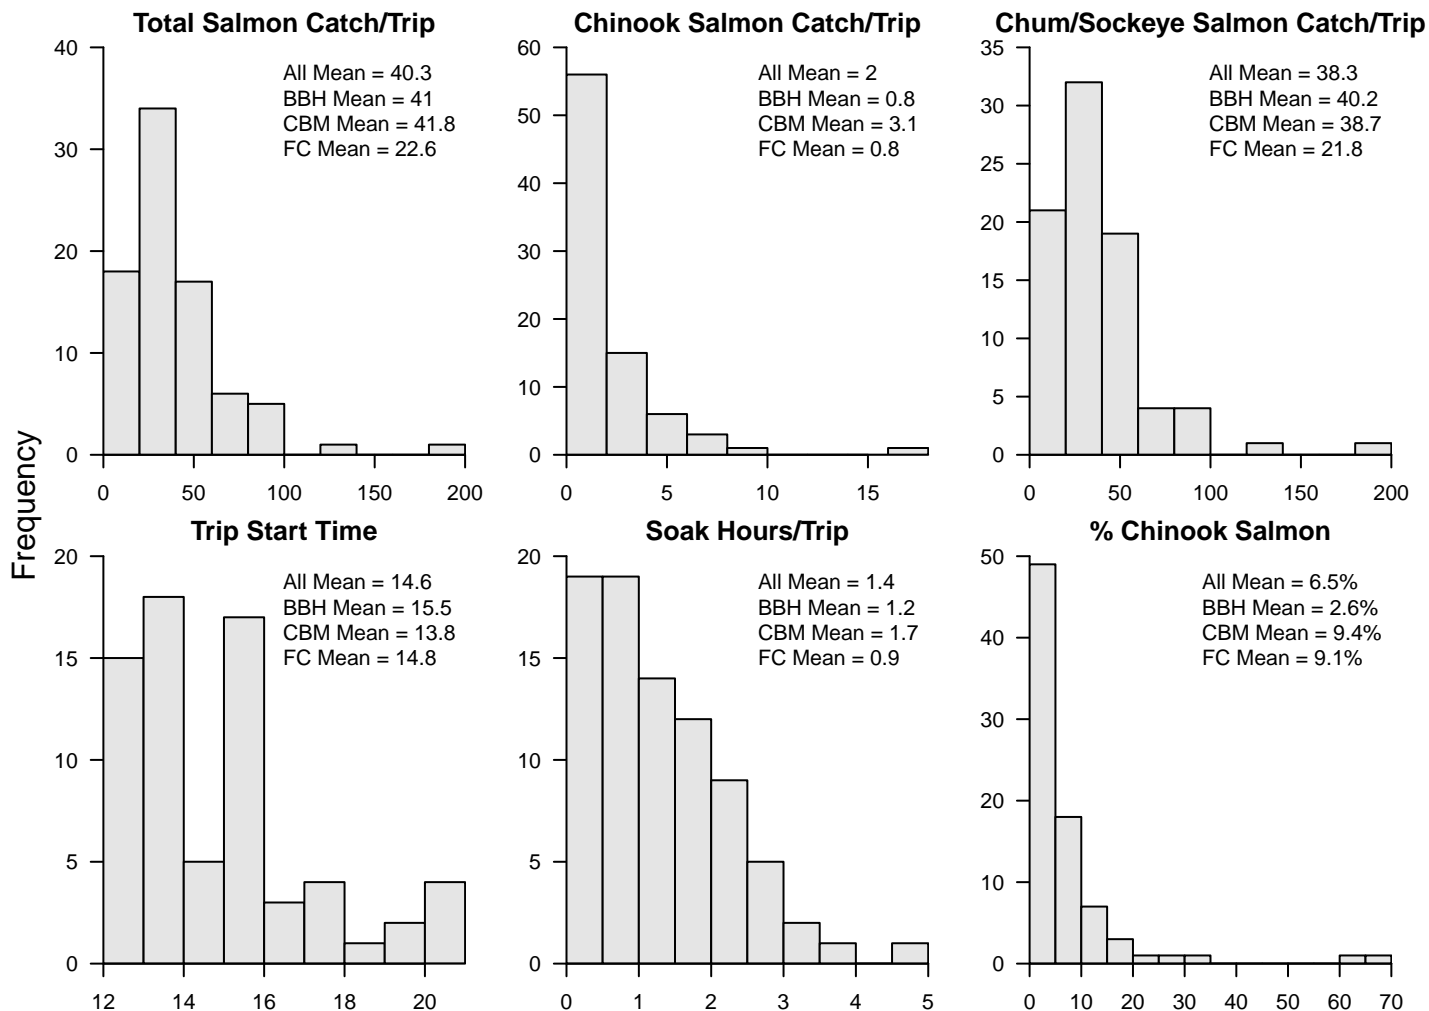 Total Salmon Catch/Trip
All Mean = 40.3
BBH Mean = 41
CBM Mean = 41.8
FC Mean = 22.6
40
30
20
10
0
0 50 100 150 200
Chinook Salmon Catch/Trip
All Mean = 2
BBH Mean = 0.8
CBM Mean = 3.1
FC Mean = 0.8
60
50
40
30
20
10
0
0 5 10 15
Chum/Sockeye Salmon Catch/Trip
All Mean = 38.3
BBH Mean = 40.2
CBM Mean = 38.7
FC Mean = 21.8
35
30
25
20
15
10
5
0
0 50 100 150 200
Frequency
Trip Start Time
All Mean = 14.6
BBH Mean = 15.5
CBM Mean = 13.8
FC Mean = 14.8
20
15
10
5
0
12 14 16 18 20
Soak Hours/Trip
All Mean = 1.4
BBH Mean = 1.2
CBM Mean = 1.7
FC Mean = 0.9
20
15
10
5
0
0 1 2 3 4 5
% Chinook Salmon
All Mean = 6.5%
BBH Mean = 2.6%
CBM Mean = 9.4%
FC Mean = 9.1%
50
40
30
20
10
0
0 10 20 30 40 50 60 70